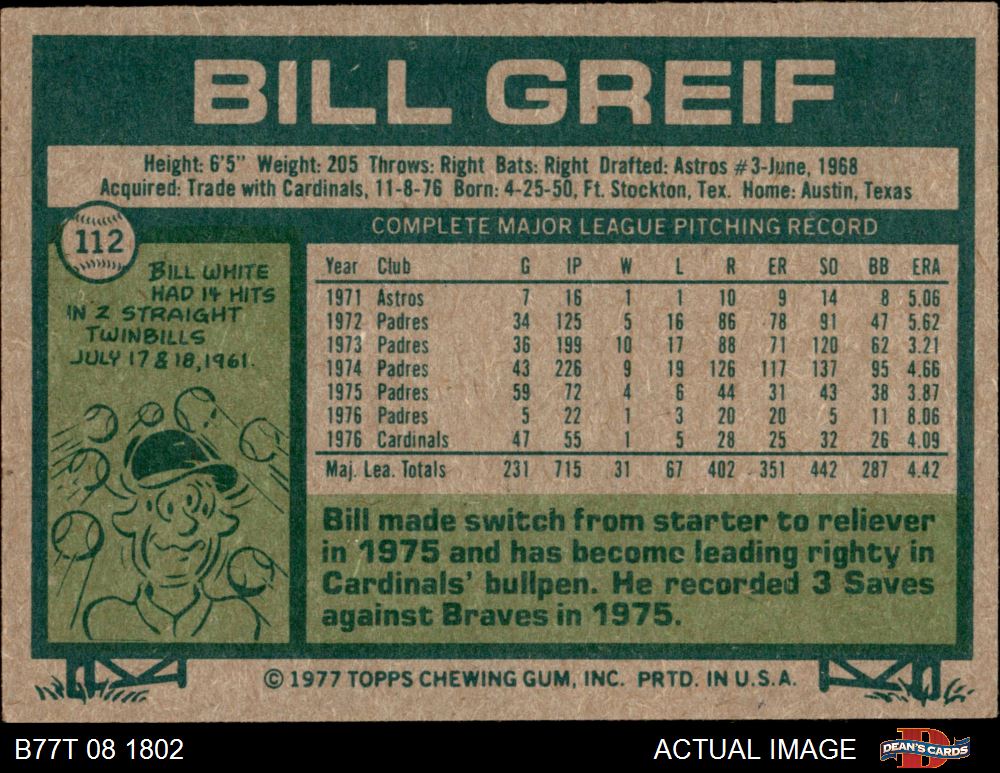 BILL GREIF
Height: 6'5" Weight: 205 Throws: Right Bats: Right Drafted: Astros #3-June, 1968
Acquired: Trade with Cardinals, 11-8-76 Born: 4-25-50, Ft. Stockton, Tex. Home: Austin, Texas
112
BILL WHITE
HAD 14 HITS
IN 2 STRAIGHT
TWINBILLS
JULY 17 & 18, 1961.
COMPLETE MAJOR LEAGUE PITCHING RECORD
Year Club G IP W L R ER SO BB ERA
1971 Astros 7 16 1 1 10 9 14 8 5.06
1972 Padres 34 125 5 16 86 78 91 47 5.62
1973 Padres 36 199 10 17 88 71 120 62 3.21
1974 Padres 43 226 9 19 126 117 137 95 4.66
1975 Padres 59 72 4 6 44 31 43 38 3.87
1976 Padres 5 22 1 3 20 20 5 11 8.06
1976 Cardinals 47 55 1 5 28 25 32 26 4.09
Maj. Lea. Totals 231 715 31 67 402 351 442 287 4.42
Bill made switch from starter to reliever
in 1975 and has become leading righty in
Cardinals' bullpen. He recorded 3 Saves
against Braves in 1975.
© 1977 TOPPS CHEWING GUM, INC. PRTD. IN U.S.A.
B77T 08 1802
ACTUAL IMAGE
D
DEAN'S CARDS